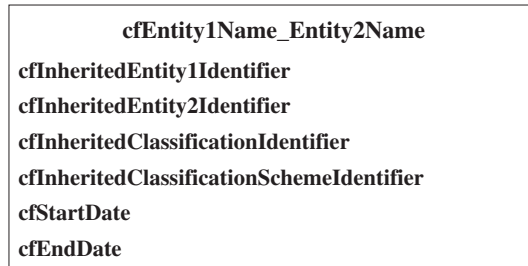 cfEntity1Name_Entity2Name
cfInheritedEntity1Identifier
cfInheritedEntity2Identifier
cfInheritedClassificationIdentifier
cfInheritedClassificationSchemeIdentifier
cfStartDate
cfEndDate